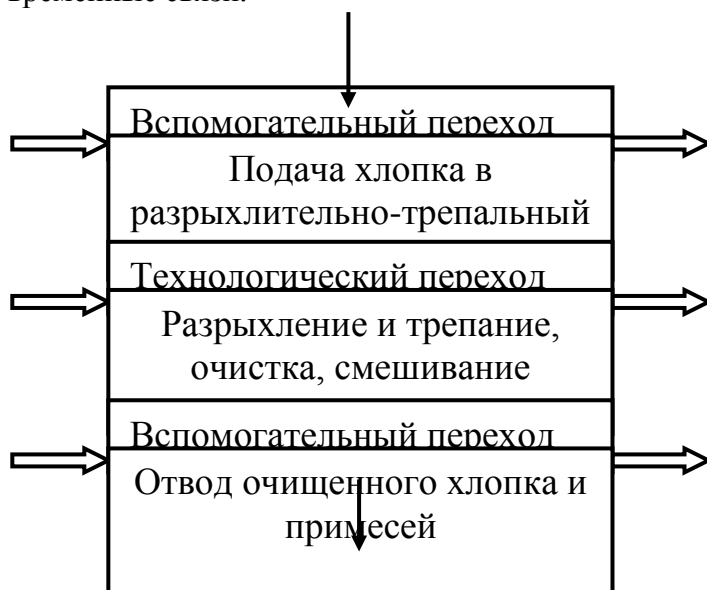 временные связи.
Вспомогательный переход
Подача хлопка в
разрыхлительно-трепальный
Технологический переход
Разрыхление и трепание,
очистка, смешивание
Вспомогательный переход
Отвод очищенного хлопка и
примесей